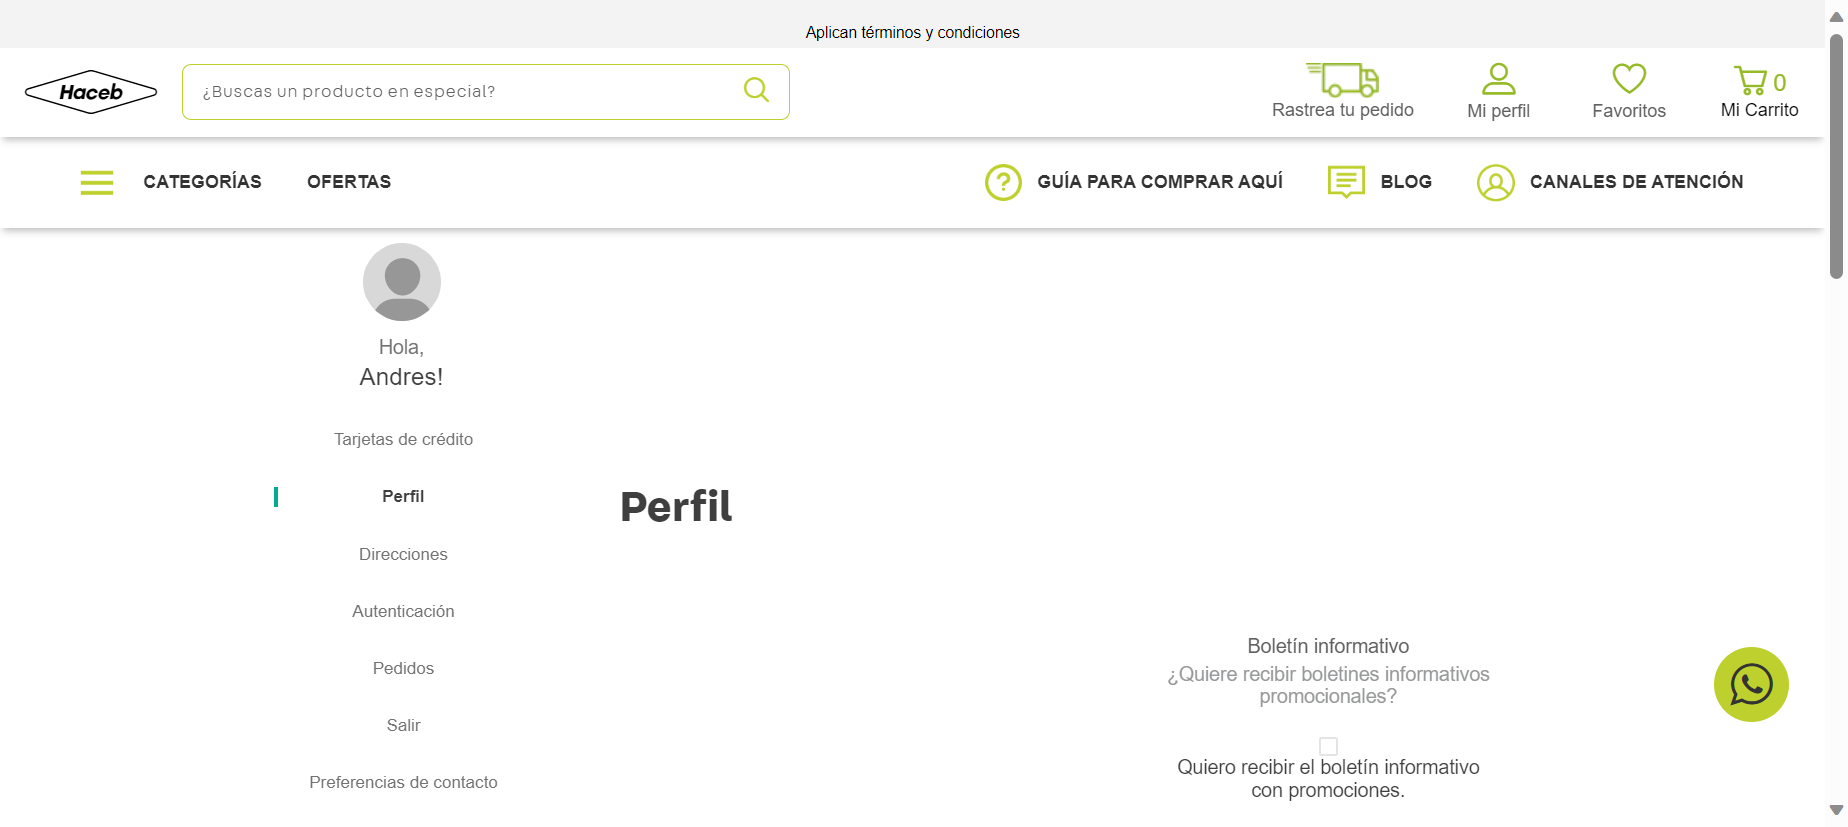 Aplican términos y condiciones
Haceb
¿Buscas un producto en especial?
Rastrea tu pedido
Mi perfil
Favoritos
0
Mi Carrito
CATEGORÍAS
OFERTAS
GUÍA PARA COMPRAR AQUÍ
BLOG
CANALES DE ATENCIÓN
Hola,
Andres!
Tarjetas de crédito
Perfil
Direcciones
Autenticación
Pedidos
Salir
Preferencias de contacto
Perfil
Boletín informativo
¿Quiere recibir boletines informativos
promocionales?
Quiero recibir el boletín informativo
con promociones.